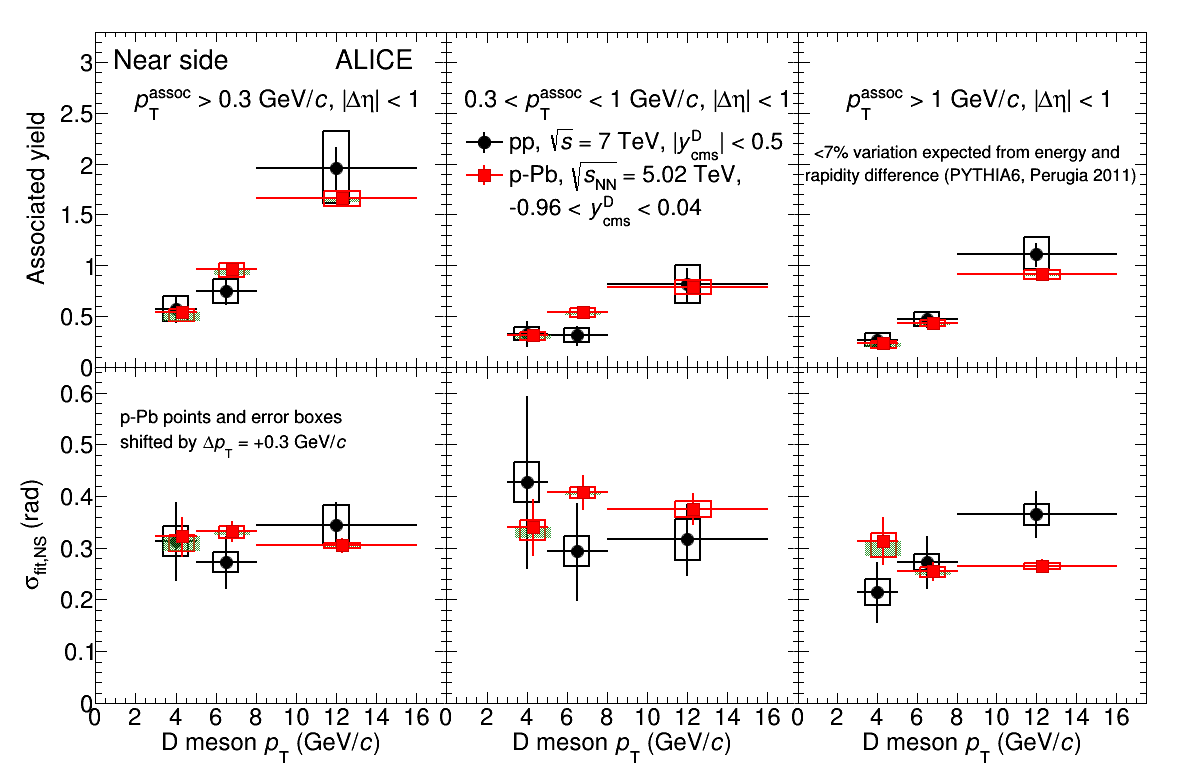 Near side ALICE
p_T^assoc > 0.3 GeV/c, |Δη| < 1
0.3 < p_T^assoc < 1 GeV/c, |Δη| < 1
p_T^assoc > 1 GeV/c, |Δη| < 1
pp, √s = 7 TeV, |y_cms^D| < 0.5
p-Pb, √s_NN = 5.02 TeV,
-0.96 < y_cms^D < 0.04
<7% variation expected from energy and
rapidity difference (PYTHIA6, Perugia 2011)
Associated yield
3
2.5
2
1.5
1
0.5
0
p-Pb points and error boxes
shifted by Δp_T = +0.3 GeV/c
σ_fit,NS (rad)
0.6
0.5
0.4
0.3
0.2
0.1
0
0 2 4 6 8 10 12 14 16
2 4 6 8 10 12 14 16
0 2 4 6 8 10 12 14 16
D meson p_T (GeV/c)
D meson p_T (GeV/c)
D meson p_T (GeV/c)